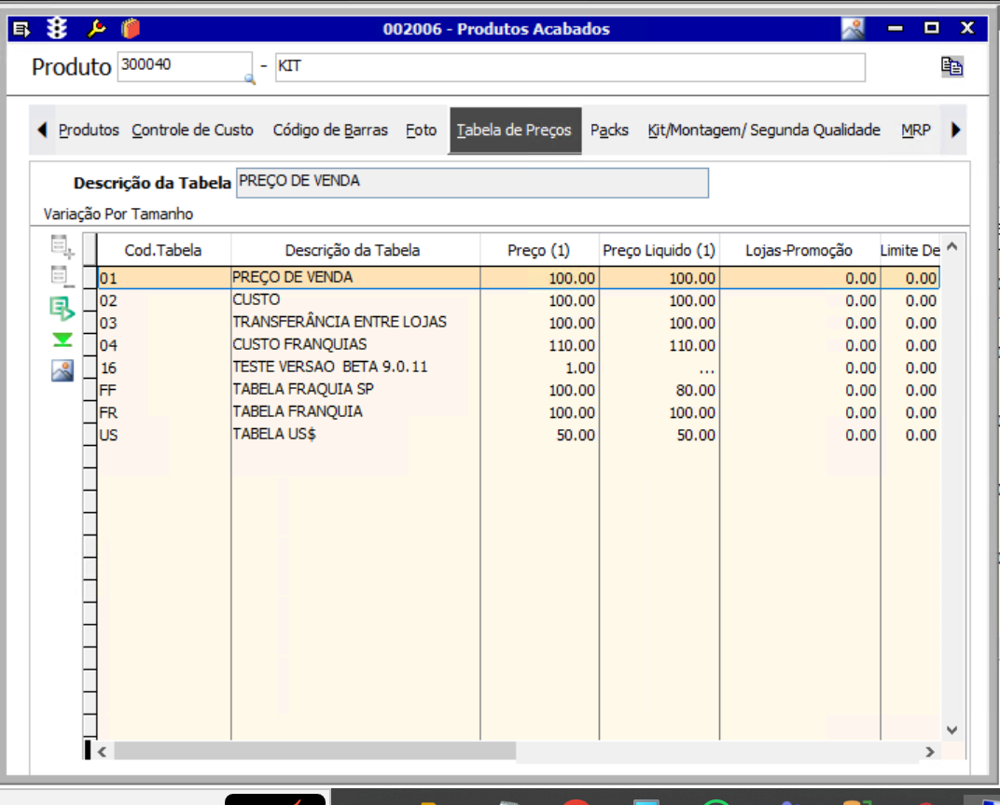 002006 - Produtos Acabados
Produto 300040 - KIT
Produtos Controle de Custo Código de Barras Foto Tabela de Preços Packs Kit/Montagem/ Segunda Qualidade MRP
Descrição da Tabela PREÇO DE VENDA
Variação Por Tamanho
Cod.Tabela Descrição da Tabela Preço (1) Preço Liquido (1) Lojas-Promoção Limite De
01 PREÇO DE VENDA 100.00 100.00 0.00 0.00
02 CUSTO 100.00 100.00 0.00 0.00
03 TRANSFERÂNCIA ENTRE LOJAS 100.00 100.00 0.00 0.00
04 CUSTO FRANQUIAS 110.00 110.00 0.00 0.00
16 TESTE VERSAO BETA 9.0.11 1.00 ... 0.00 0.00
FF TABELA FRAQUIA SP 100.00 80.00 0.00 0.00
FR TABELA FRANQUIA 100.00 100.00 0.00 0.00
US TABELA US$ 50.00 50.00 0.00 0.00